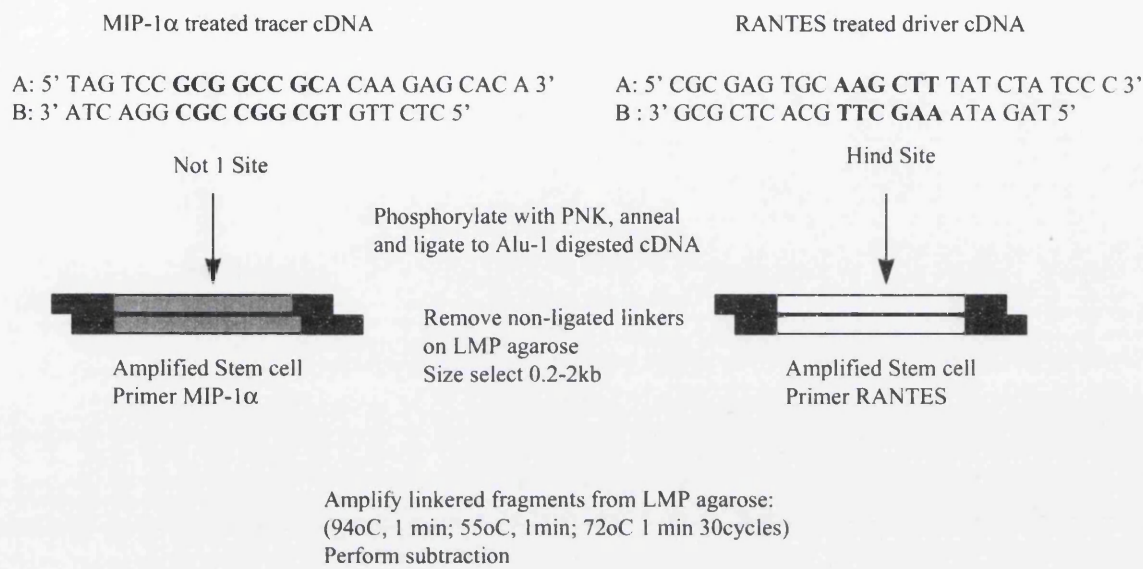 MIP-1α treated tracer cDNA
A: 5' TAG TCC GCG GCC GCA CAA GAG CAC A 3'
B: 3' ATC AGG CGC CGG CGT GTT CTC 5'
Not 1 Site
RANTES treated driver cDNA
A: 5' CGC GAG TGC AAG CTT TAT CTA TCC C 3'
B : 3' GCG CTC ACG TTC GAA ATA GAT 5'
Hind Site
Phosphorylate with PNK, anneal
and ligate to Alu-1 digested cDNA
Remove non-ligated linkers
on LMP agarose
Size select 0.2-2kb
Amplified Stem cell
Primer MIP-1α
Amplified Stem cell
Primer RANTES
Amplify linkered fragments from LMP agarose:
(94oC, 1 min; 55oC, 1min; 72oC 1 min 30cycles)
Perform subtraction